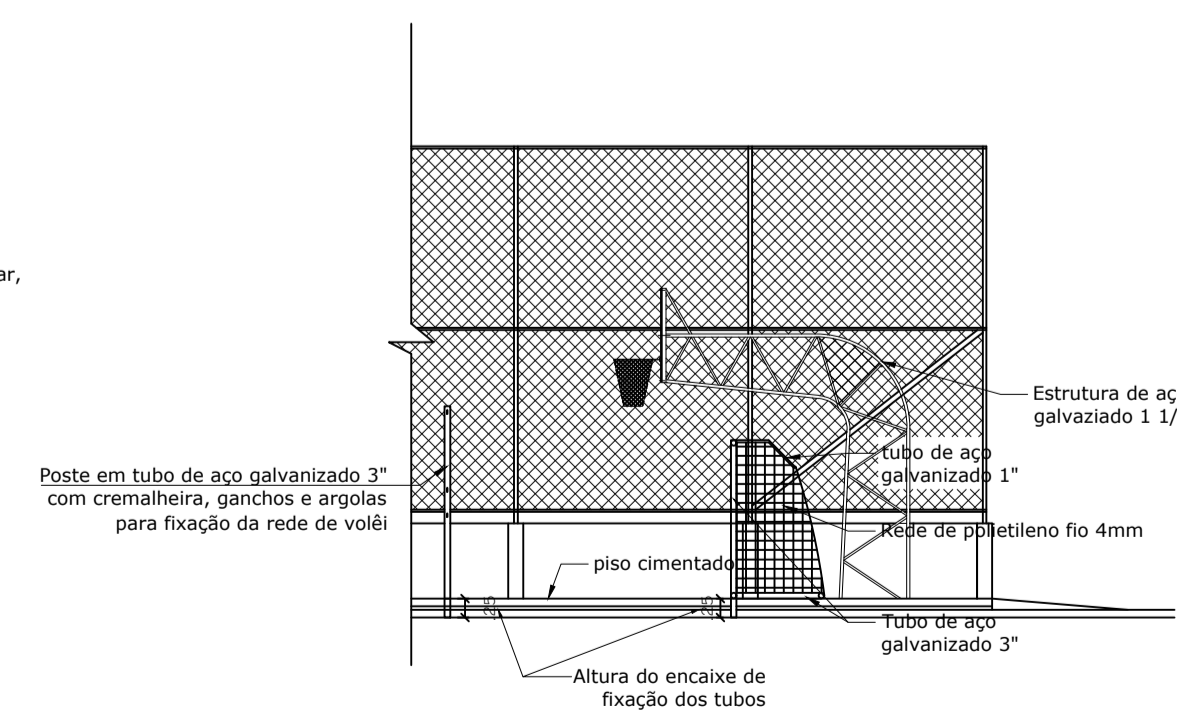 ar,
Estrutura de aç
galvaziado 1 1/
tubo de aço
galvanizado 1"
Poste em tubo de aço galvanizado 3"
com cremalheira, ganchos e argolas
para fixação da rede de volêi
Rede de polietileno fio 4mm
piso cimentado
.25
.25
Tubo de aço
galvanizado 3"
Altura do encaixe de
fixação dos tubos